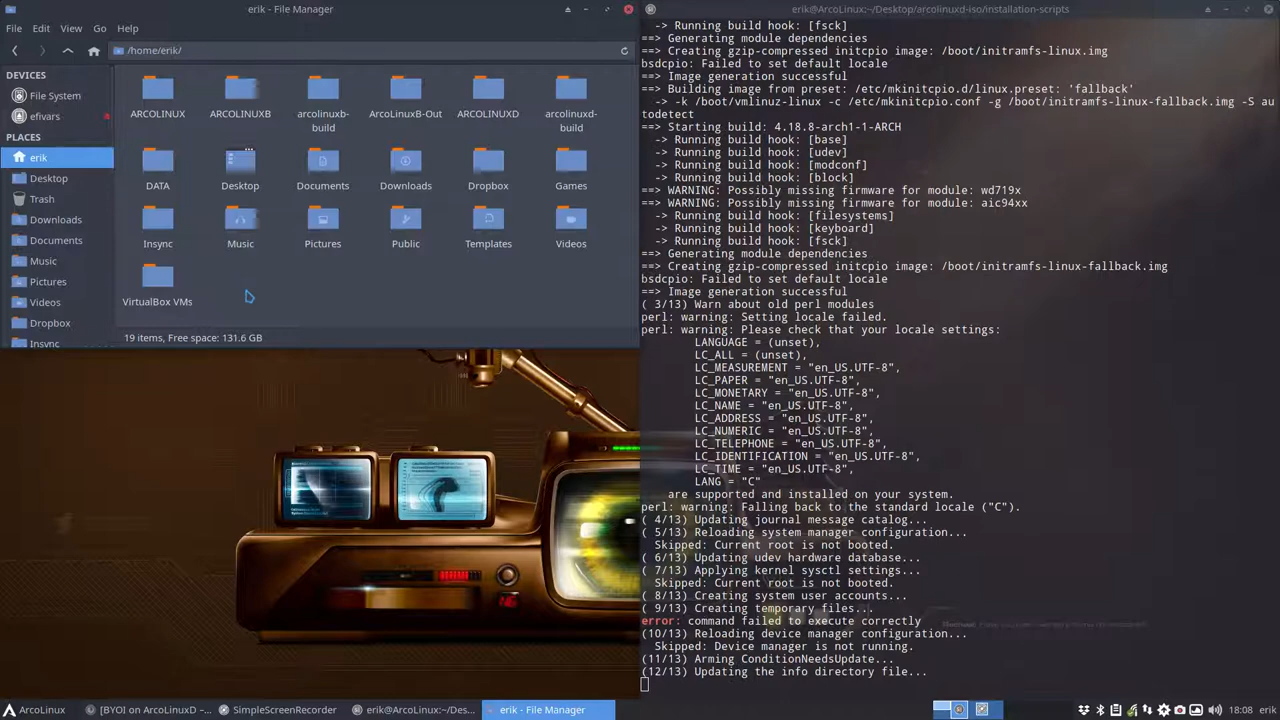 erik - File Manager
File Edit View Go Help
/home/erik/
DEVICES
File System
efivars
PLACES
erik
Desktop
Trash
Downloads
Documents
Music
Pictures
Videos
Dropbox
Insync
ARCOLINUX ARCOLINUXB arcolinuxb-build ArcoLinuxB-Out ARCOLINUXD arcolinuxd-build
DATA Desktop Documents Downloads Dropbox Games
Insync Music Pictures Public Templates Videos
VirtualBox VMs
19 items, Free space: 131.6 GB
erik@ArcoLinux:~/Desktop/arcolinuxd-iso/installation-scripts
-> Running build hook: [fsck]
==> Generating module dependencies
==> Creating gzip-compressed initcpio image: /boot/initramfs-linux.img
bsdcpio: Failed to set default locale
==> Image generation successful
==> Building image from preset: /etc/mkinitcpio.d/linux.preset: 'fallback'
-> -k /boot/vmlinuz-linux -c /etc/mkinitcpio.conf -g /boot/initramfs-linux-fallback.img -S au
todetect
==> Starting build: 4.18.8-arch1-1-ARCH
-> Running build hook: [base]
-> Running build hook: [udev]
-> Running build hook: [modconf]
-> Running build hook: [block]
==> WARNING: Possibly missing firmware for module: wd719x
==> WARNING: Possibly missing firmware for module: aic94xx
-> Running build hook: [filesystems]
-> Running build hook: [keyboard]
-> Running build hook: [fsck]
==> Generating module dependencies
==> Creating gzip-compressed initcpio image: /boot/initramfs-linux-fallback.img
bsdcpio: Failed to set default locale
==> Image generation successful
( 3/13) Warn about old perl modules
perl: warning: Setting locale failed.
perl: warning: Please check that your locale settings:
LANGUAGE = (unset),
LC_ALL = (unset),
LC_MEASUREMENT = "en_US.UTF-8",
LC_PAPER = "en_US.UTF-8",
LC_MONETARY = "en_US.UTF-8",
LC_NAME = "en_US.UTF-8",
LC_ADDRESS = "en_US.UTF-8",
LC_NUMERIC = "en_US.UTF-8",
LC_TELEPHONE = "en_US.UTF-8",
LC_IDENTIFICATION = "en_US.UTF-8",
LC_TIME = "en_US.UTF-8",
LANG = "C"
are supported and installed on your system.
perl: warning: Falling back to the standard locale ("C").
( 4/13) Updating journal message catalog...
( 5/13) Reloading system manager configuration...
Skipped: Current root is not booted.
( 6/13) Updating udev hardware database...
( 7/13) Applying kernel sysctl settings...
Skipped: Current root is not booted.
( 8/13) Creating system user accounts...
( 9/13) Creating temporary files...
error: command failed to execute correctly
(10/13) Reloading device manager configuration...
Skipped: Device manager is not running.
(11/13) Arming ConditionNeedsUpdate...
(12/13) Updating the info directory file...
ArcoLinux [BYOI on ArcoLinuxD -... SimpleScreenRecorder erik@ArcoLinux:~/Des... erik - File Manager 18:08 erik